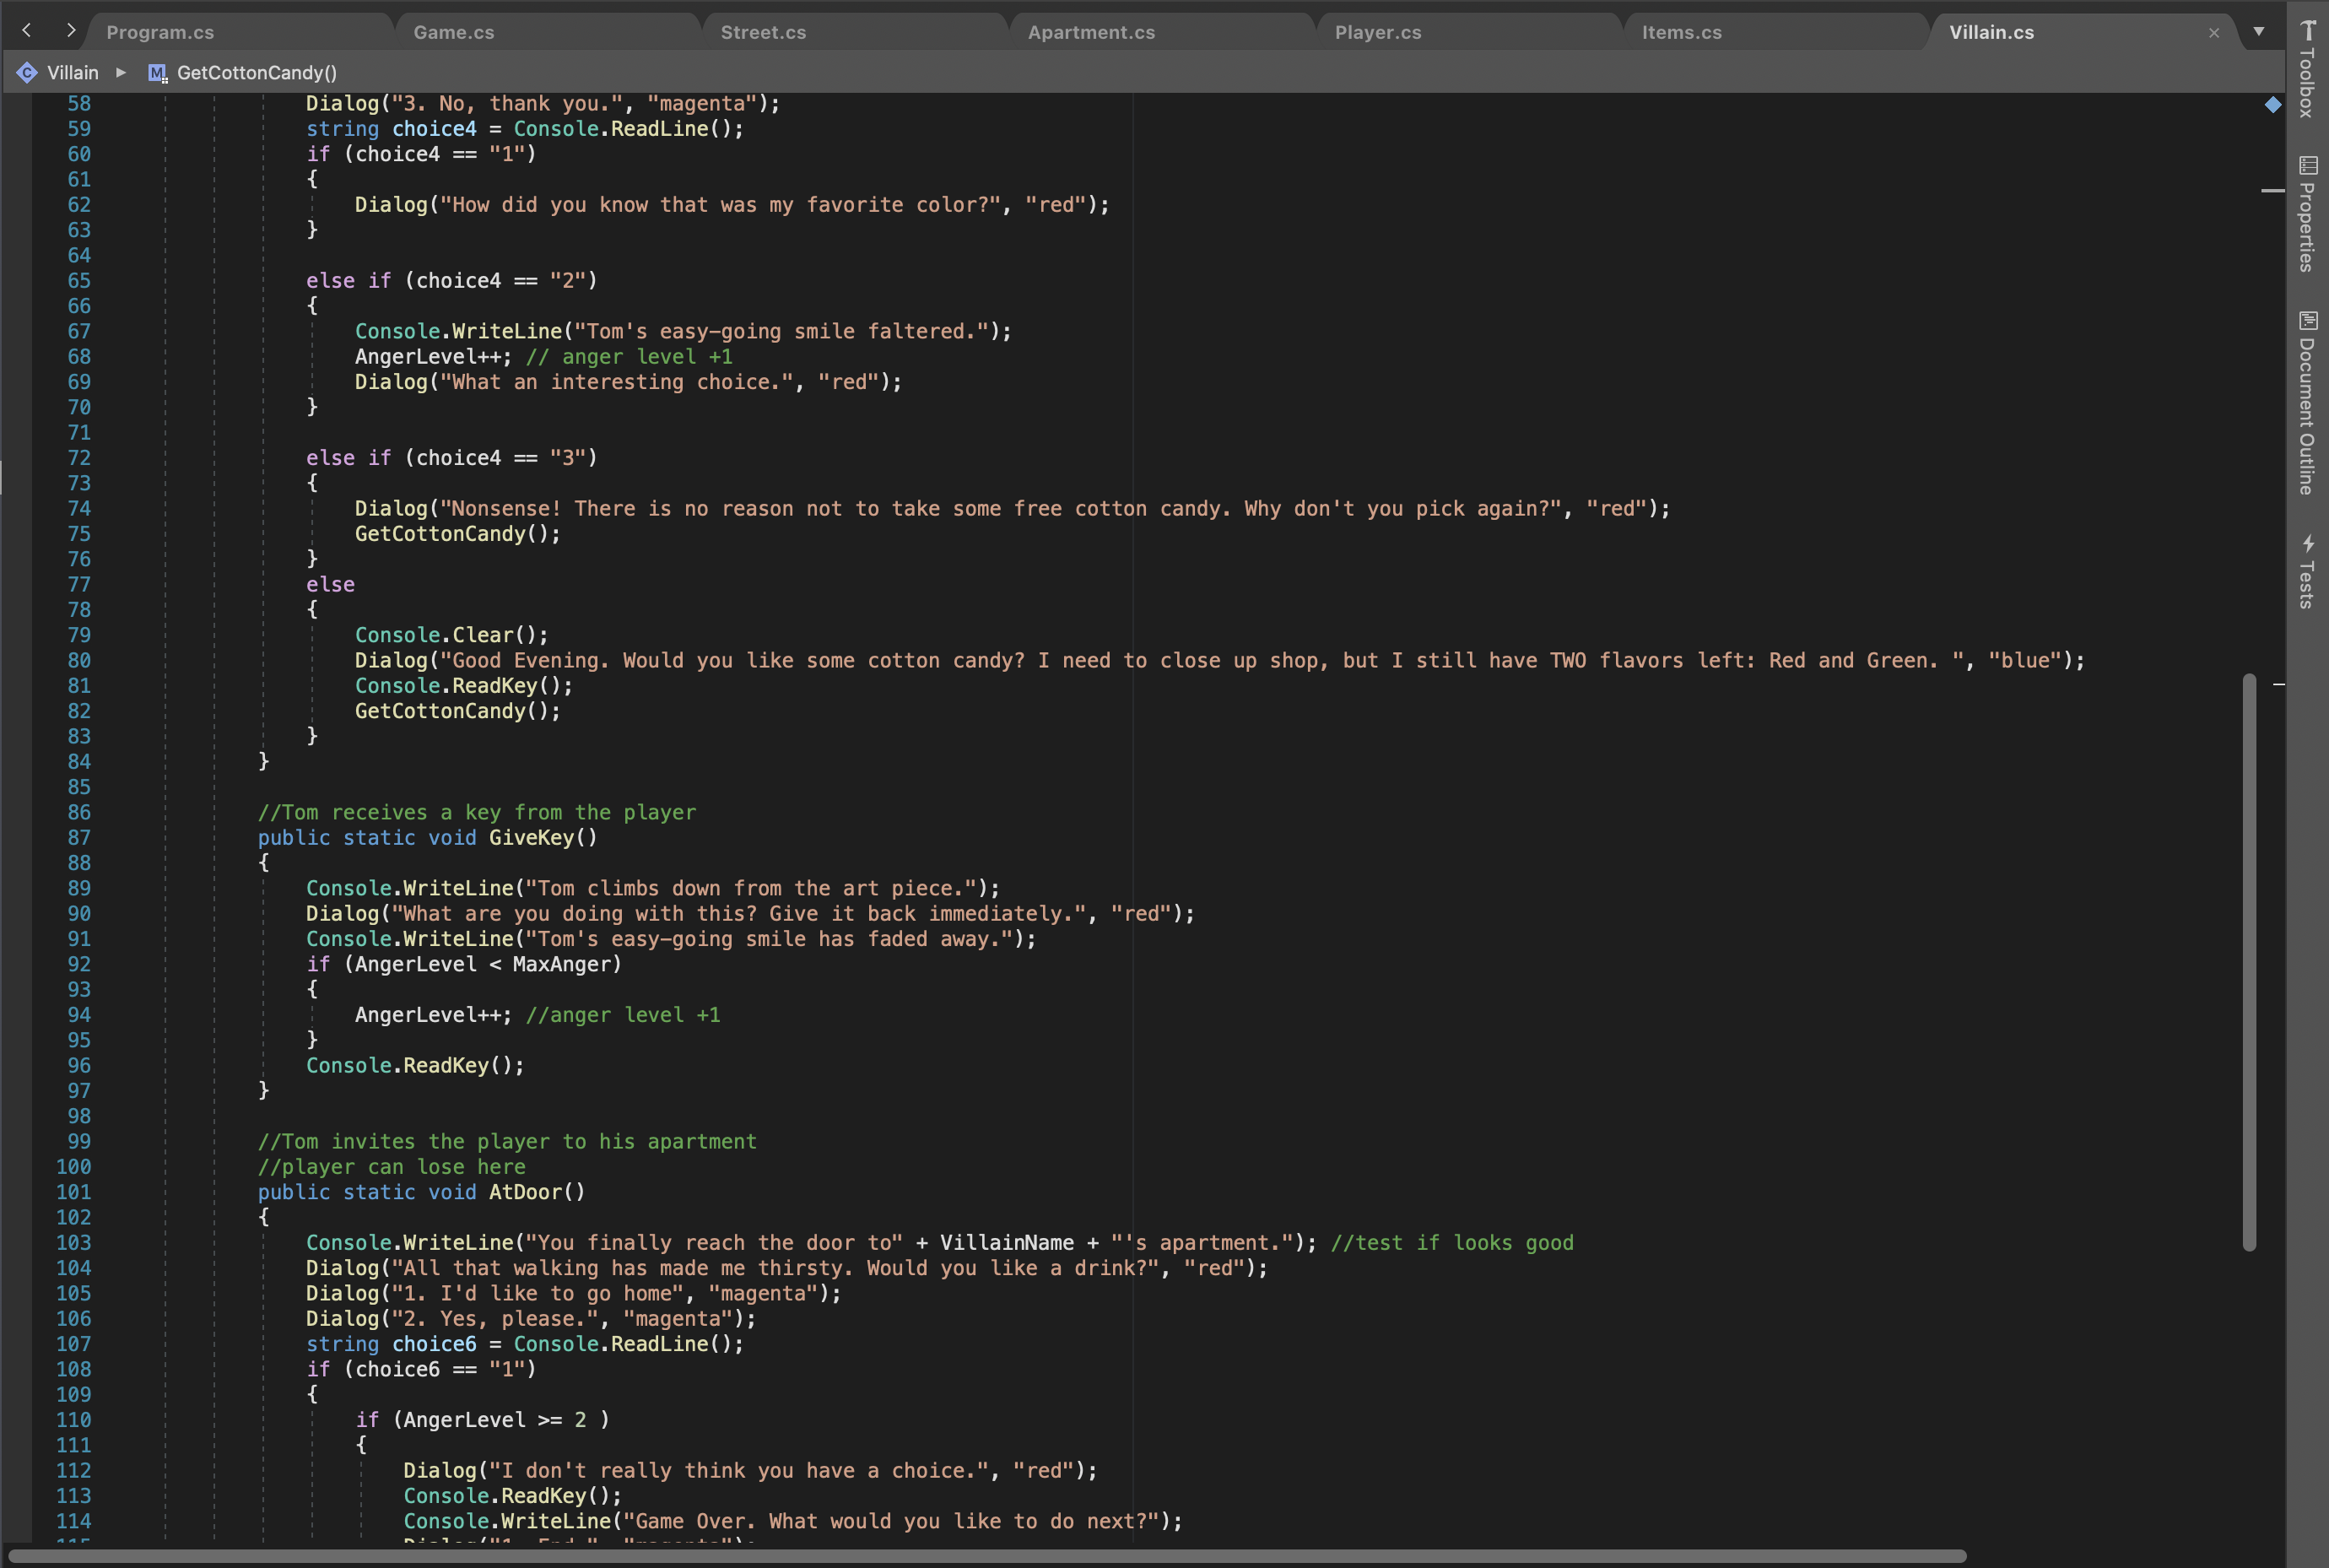 Program.cs
Game.cs
Street.cs
Apartment.cs
Player.cs
Items.cs
Villain.cs
Toolbox
Properties
Document Outline
Tests
Villain
GetCottonCandy()
58 Dialog("3. No, thank you.", "magenta");
59 string choice4 = Console.ReadLine();
60 if (choice4 == "1")
61 {
62 Dialog("How did you know that was my favorite color?", "red");
63 }
64
65 else if (choice4 == "2")
66 {
67 Console.WriteLine("Tom's easy-going smile faltered.");
68 AngerLevel++; // anger level +1
69 Dialog("What an interesting choice.", "red");
70 }
71
72 else if (choice4 == "3")
73 {
74 Dialog("Nonsense! There is no reason not to take some free cotton candy. Why don't you pick again?", "red");
75 GetCottonCandy();
76 }
77 else
78 {
79 Console.Clear();
80 Dialog("Good Evening. Would you like some cotton candy? I need to close up shop, but I still have TWO flavors left: Red and Green. ", "blue");
81 Console.ReadKey();
82 GetCottonCandy();
83 }
84 }
85
86 //Tom receives a key from the player
87 public static void GiveKey()
88 {
89 Console.WriteLine("Tom climbs down from the art piece.");
90 Dialog("What are you doing with this? Give it back immediately.", "red");
91 Console.WriteLine("Tom's easy-going smile has faded away.");
92 if (AngerLevel < MaxAnger)
93 {
94 AngerLevel++; //anger level +1
95 }
96 Console.ReadKey();
97 }
98
99 //Tom invites the player to his apartment
100 //player can lose here
101 public static void AtDoor()
102 {
103 Console.WriteLine("You finally reach the door to" + VillainName + "'s apartment."); //test if looks good
104 Dialog("All that walking has made me thirsty. Would you like a drink?", "red");
105 Dialog("1. I'd like to go home", "magenta");
106 Dialog("2. Yes, please.", "magenta");
107 string choice6 = Console.ReadLine();
108 if (choice6 == "1")
109 {
110 if (AngerLevel >= 2 )
111 {
112 Dialog("I don't really think you have a choice.", "red");
113 Console.ReadKey();
114 Console.WriteLine("Game Over. What would you like to do next?");